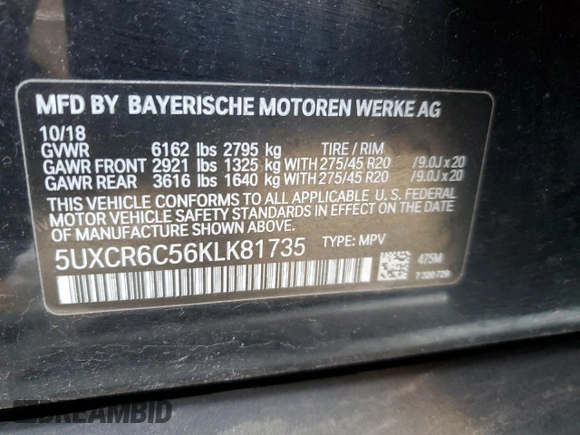 MFD BY BAYERISCHE MOTOREN WERKE AG
10/18
GVWR 6162 lbs 2795 kg TIRE / RIM
GAWR FRONT 2921 lbs 1325 kg WITH 275/45 R20 /9.0J x 20
GAWR REAR 3616 lbs 1640 kg WITH 275/45 R20 /9.0J x 20
THIS VEHICLE CONFORMS TO ALL APPLICABLE U. S. FEDERAL
MOTOR VEHICLE SAFETY STANDARDS IN EFFECT ON THE DATE
OF MANUFACTURE SHOWN ABOVE.
5UXCR6C56KLK81735 TYPE: MPV
475M
7 320 729
DREAMBID